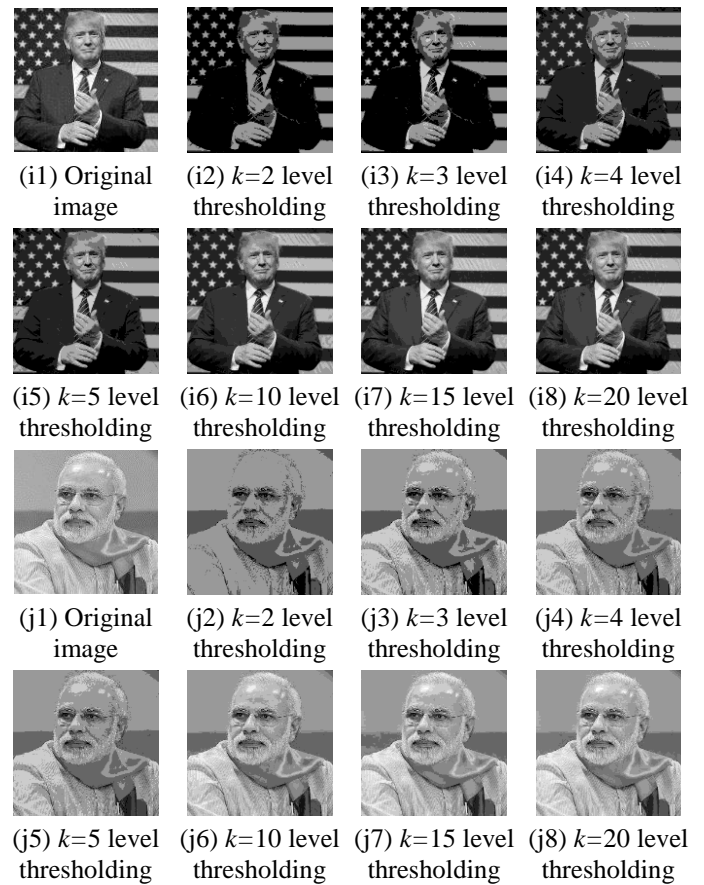 (i1) Original image
(i2) k=2 level thresholding
(i3) k=3 level thresholding
(i4) k=4 level thresholding
(i5) k=5 level thresholding
(i6) k=10 level thresholding
(i7) k=15 level thresholding
(i8) k=20 level thresholding
(j1) Original image
(j2) k=2 level thresholding
(j3) k=3 level thresholding
(j4) k=4 level thresholding
(j5) k=5 level thresholding
(j6) k=10 level thresholding
(j7) k=15 level thresholding
(j8) k=20 level thresholding